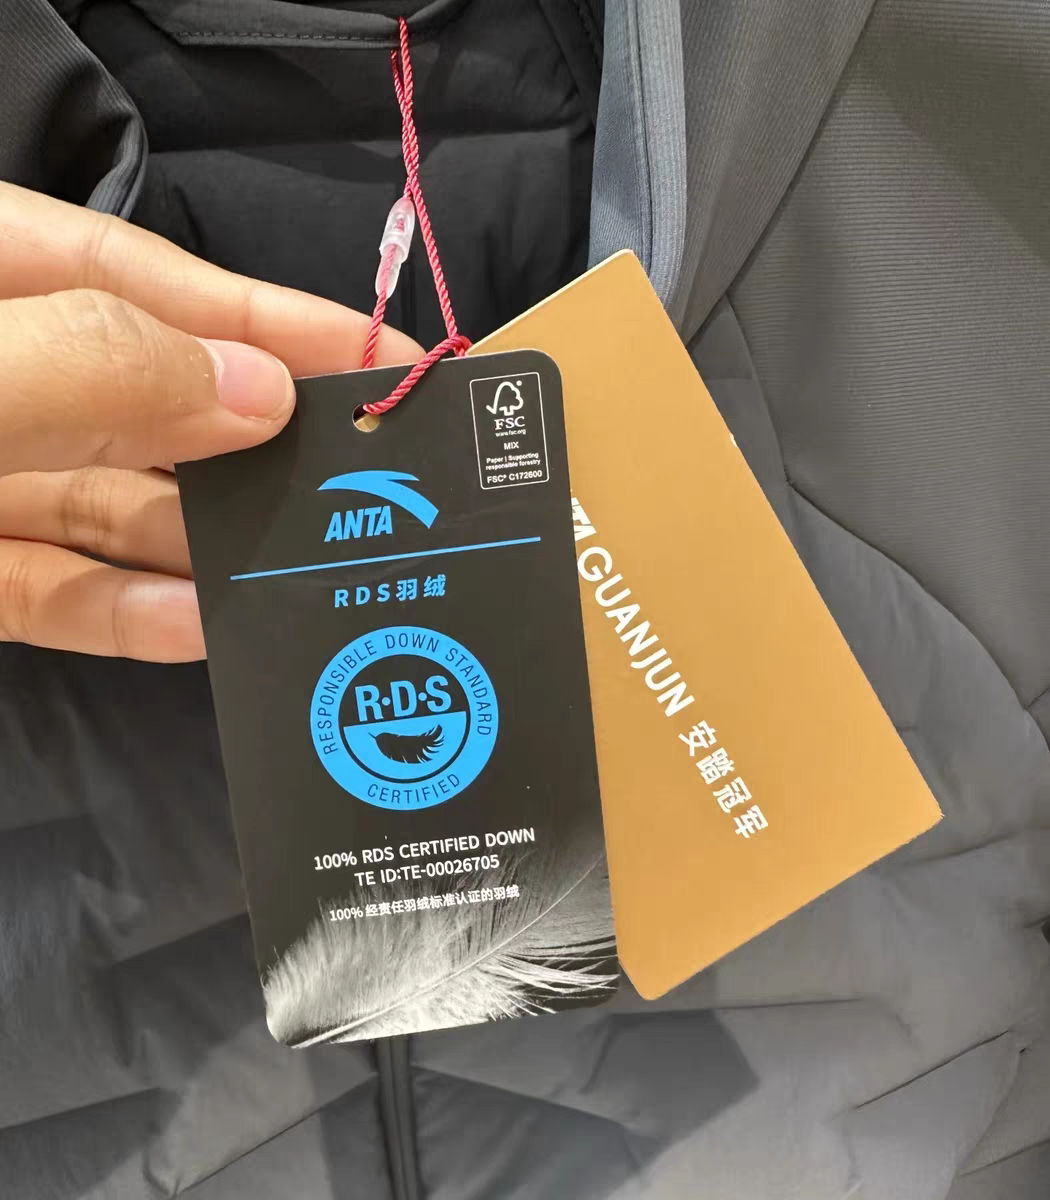 FSC
www.fsc.org
MIX
Paper | Supporting
responsible forestry
FSC® C172600
ANTA
RDS羽绒
RESPONSIBLE DOWN STANDARD
R·D·S
CERTIFIED
100% RDS CERTIFIED DOWN
TE ID:TE-00026705
100% 经责任羽绒标准认证的羽绒
TA GUANJUN 安踏冠军